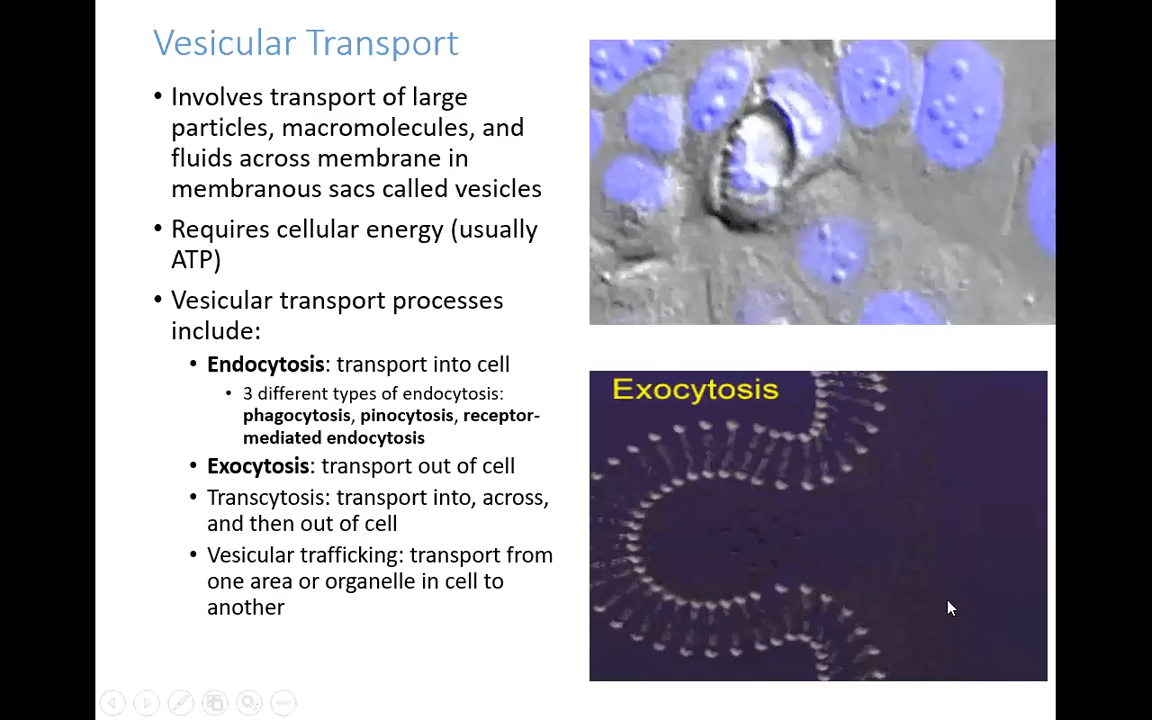 Vesicular Transport
• Involves transport of large
particles, macromolecules, and
fluids across membrane in
membranous sacs called vesicles
• Requires cellular energy (usually
ATP)
• Vesicular transport processes
include:
• Endocytosis: transport into cell
• 3 different types of endocytosis:
phagocytosis, pinocytosis, receptor-
mediated endocytosis
• Exocytosis: transport out of cell
• Transcytosis: transport into, across,
and then out of cell
• Vesicular trafficking: transport from
one area or organelle in cell to
another
Exocytosis